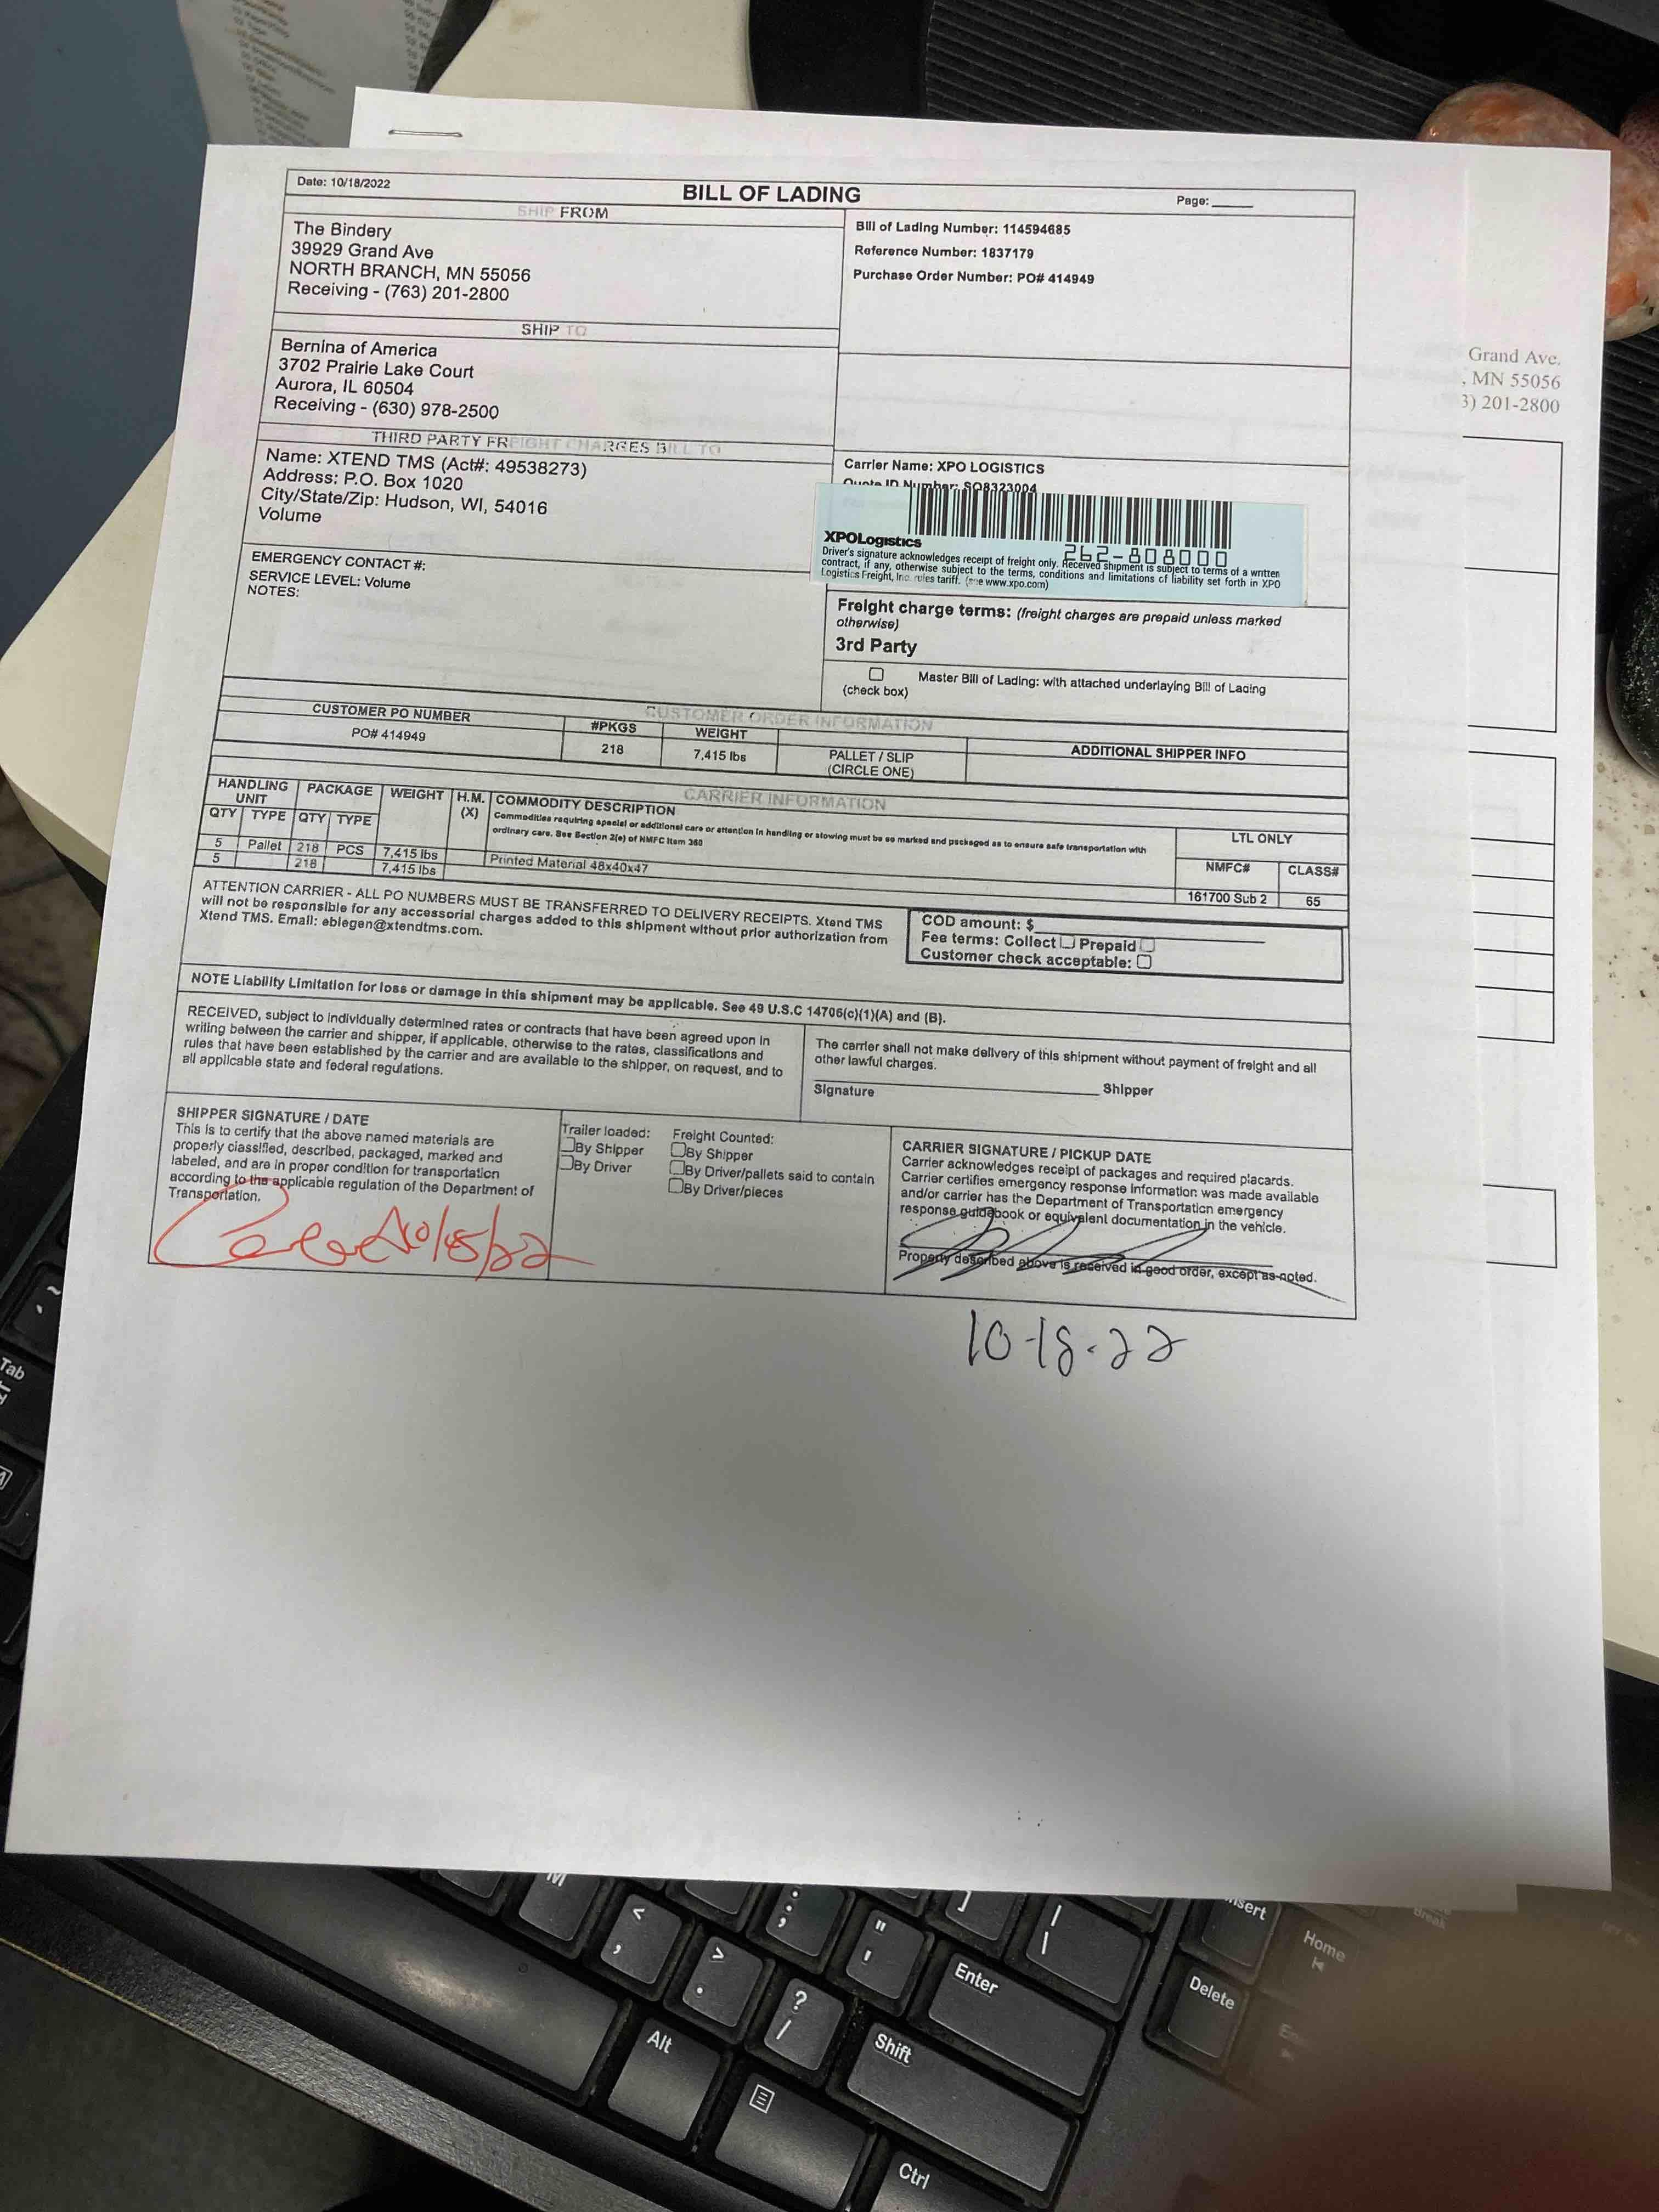 Date: 10/18/2022
BILL OF LADING
Page:
SHIP FROM
The Bindery
39929 Grand Ave
NORTH BRANCH, MN 55056
Receiving - (763) 201-2800
Bill of Lading Number: 114594685
Reference Number: 1837179
Purchase Order Number: PO# 414949
SHIP TO
Bernina of America
3702 Prairie Lake Court
Aurora, IL 60504
Receiving - (630) 978-2500
THIRD PARTY FREIGHT CHARGES BILL TO
Name: XTEND TMS (Act#: 49538273)
Address: P.O. Box 1020
City/State/Zip: Hudson, WI, 54016
Volume
Carrier Name: XPO LOGISTICS
Quote ID Number: SO8323004
XPOLogistics
262-808000
Driver's signature acknowledges receipt of freight only. Received shipment is subject to terms of a written
contract, if any, otherwise subject to the terms, conditions and limitations of liability set forth in XPO
Logistics Freight, Inc. rules tariff. (see www.xpo.com)
EMERGENCY CONTACT #:
SERVICE LEVEL: Volume
NOTES:
Freight charge terms: (freight charges are prepaid unless marked
otherwise)
3rd Party
Master Bill of Lading: with attached underlaying Bill of Lading
(check box)
CUSTOMER ORDER INFORMATION
CUSTOMER PO NUMBER #PKGS WEIGHT PALLET / SLIP ADDITIONAL SHIPPER INFO
(CIRCLE ONE)
PO# 414949 218 7,415 lbs
CARRIER INFORMATION
HANDLING UNIT PACKAGE WEIGHT H.M. (X) COMMODITY DESCRIPTION LTL ONLY
Commodities requiring special or additional care or attention in handling or stowing must be so marked and packaged as to ensure safe transportation with
ordinary care. See Section 2(e) of NMFC Item 360
QTY TYPE QTY TYPE NMFC# CLASS#
5 Pallet 218 PCS 7,415 lbs Printed Material 48x40x47 161700 Sub 2 65
5 218 7,415 lbs
ATTENTION CARRIER - ALL PO NUMBERS MUST BE TRANSFERRED TO DELIVERY RECEIPTS. Xtend TMS
will not be responsible for any accessorial charges added to this shipment without prior authorization from
Xtend TMS. Email: eblegen@xtendtms.com.
COD amount: $
Fee terms: Collect Prepaid
Customer check acceptable:
NOTE Liability Limitation for loss or damage in this shipment may be applicable. See 49 U.S.C 14706(c)(1)(A) and (B).
RECEIVED, subject to individually determined rates or contracts that have been agreed upon in
writing between the carrier and shipper, if applicable, otherwise to the rates, classifications and
rules that have been established by the carrier and are available to the shipper, on request, and to
all applicable state and federal regulations.
The carrier shall not make delivery of this shipment without payment of freight and all
other lawful charges.
Signature Shipper
SHIPPER SIGNATURE / DATE
This is to certify that the above named materials are
properly classified, described, packaged, marked and
labeled, and are in proper condition for transportation
according to the applicable regulation of the Department of
Transportation.
Trailer loaded:
By Shipper
By Driver
Freight Counted:
By Shipper
By Driver/pallets said to contain
By Driver/pieces
CARRIER SIGNATURE / PICKUP DATE
Carrier acknowledges receipt of packages and required placards.
Carrier certifies emergency response information was made available
and/or carrier has the Department of Transportation emergency
response guidebook or equivalent documentation in the vehicle.
Property described above is received in good order, except as noted.
10-18-22
Grand Ave.
, MN 55056
3) 201-2800
Tab
Alt
Enter
Shift
Ctrl
Delete
Home